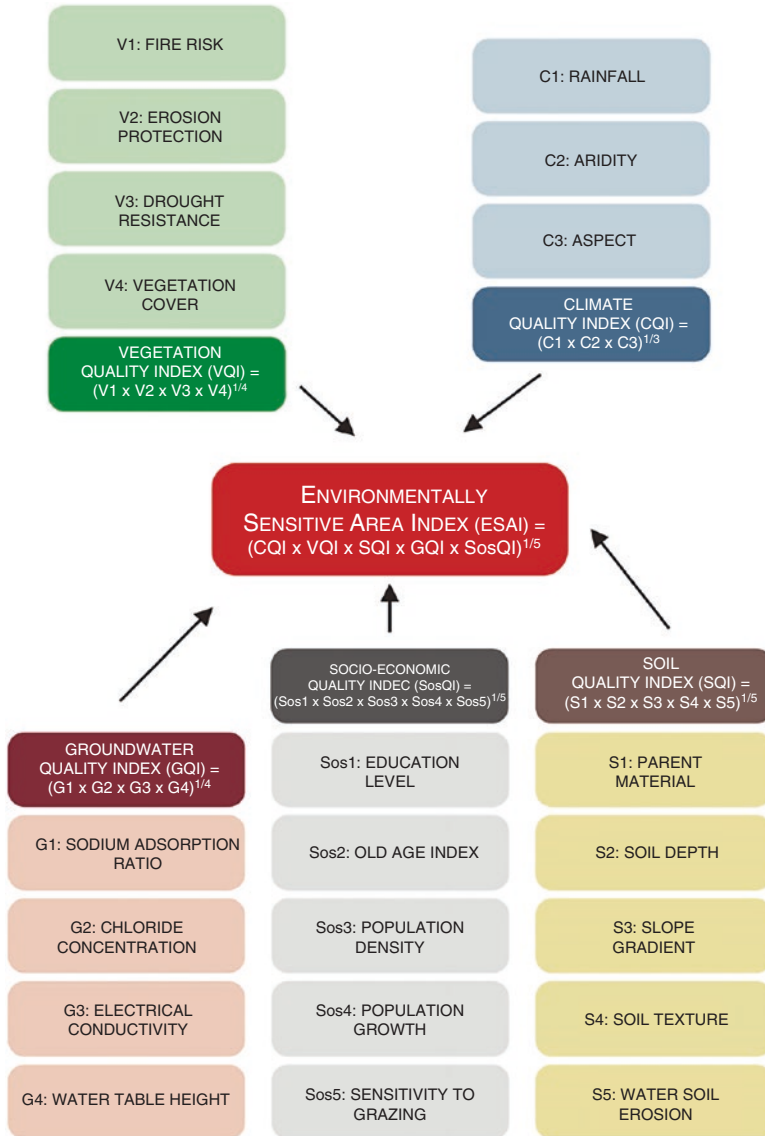 V1: FIRE RISK
V2: EROSION
PROTECTION
V3: DROUGHT
RESISTANCE
V4: VEGETATION
COVER
VEGETATION
QUALITY INDEX (VQI) =
(V1 x V2 x V3 x V4)1/4
C1: RAINFALL
C2: ARIDITY
C3: ASPECT
CLIMATE
QUALITY INDEX (CQI) =
(C1 x C2 x C3)1/3
ENVIRONMENTALLY
SENSITIVE AREA INDEX (ESAI) =
(CQI x VQI x SQI x GQI x SosQI)1/5
GROUNDWATER
QUALITY INDEX (GQI) =
(G1 x G2 x G3 x G4)1/4
G1: SODIUM ADSORPTION
RATIO
G2: CHLORIDE
CONCENTRATION
G3: ELECTRICAL
CONDUCTIVITY
G4: WATER TABLE HEIGHT
SOCIO-ECONOMIC
QUALITY INDEC (SosQI) =
(Sos1 x Sos2 x Sos3 x Sos4 x Sos5)1/5
Sos1: EDUCATION
LEVEL
Sos2: OLD AGE INDEX
Sos3: POPULATION
DENSITY
Sos4: POPULATION
GROWTH
Sos5: SENSITIVITY TO
GRAZING
SOIL
QUALITY INDEX (SQI) =
(S1 x S2 x S3 x S4 x S5)1/5
S1: PARENT
MATERIAL
S2: SOIL DEPTH
S3: SLOPE
GRADIENT
S4: SOIL TEXTURE
S5: WATER SOIL
EROSION